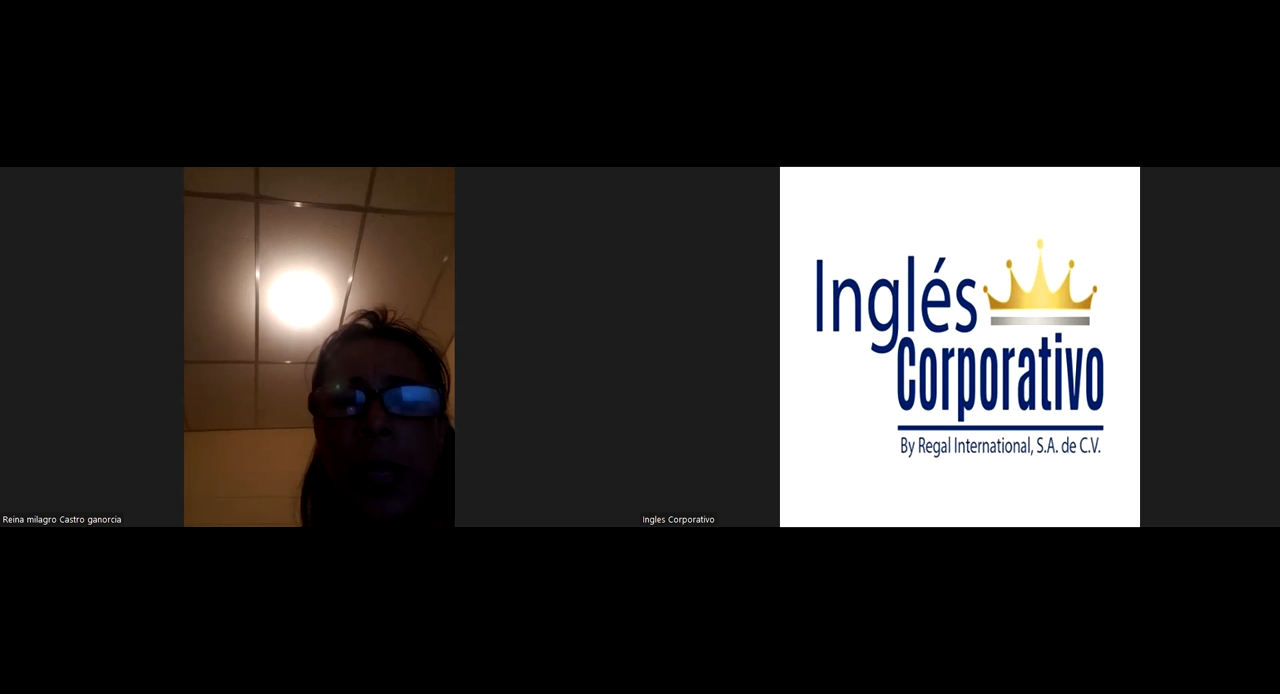 Inglés
Corporativo
By Regal International, S.A. de C.V.
Reina milagro Castro ganorcia
Ingles Corporativo